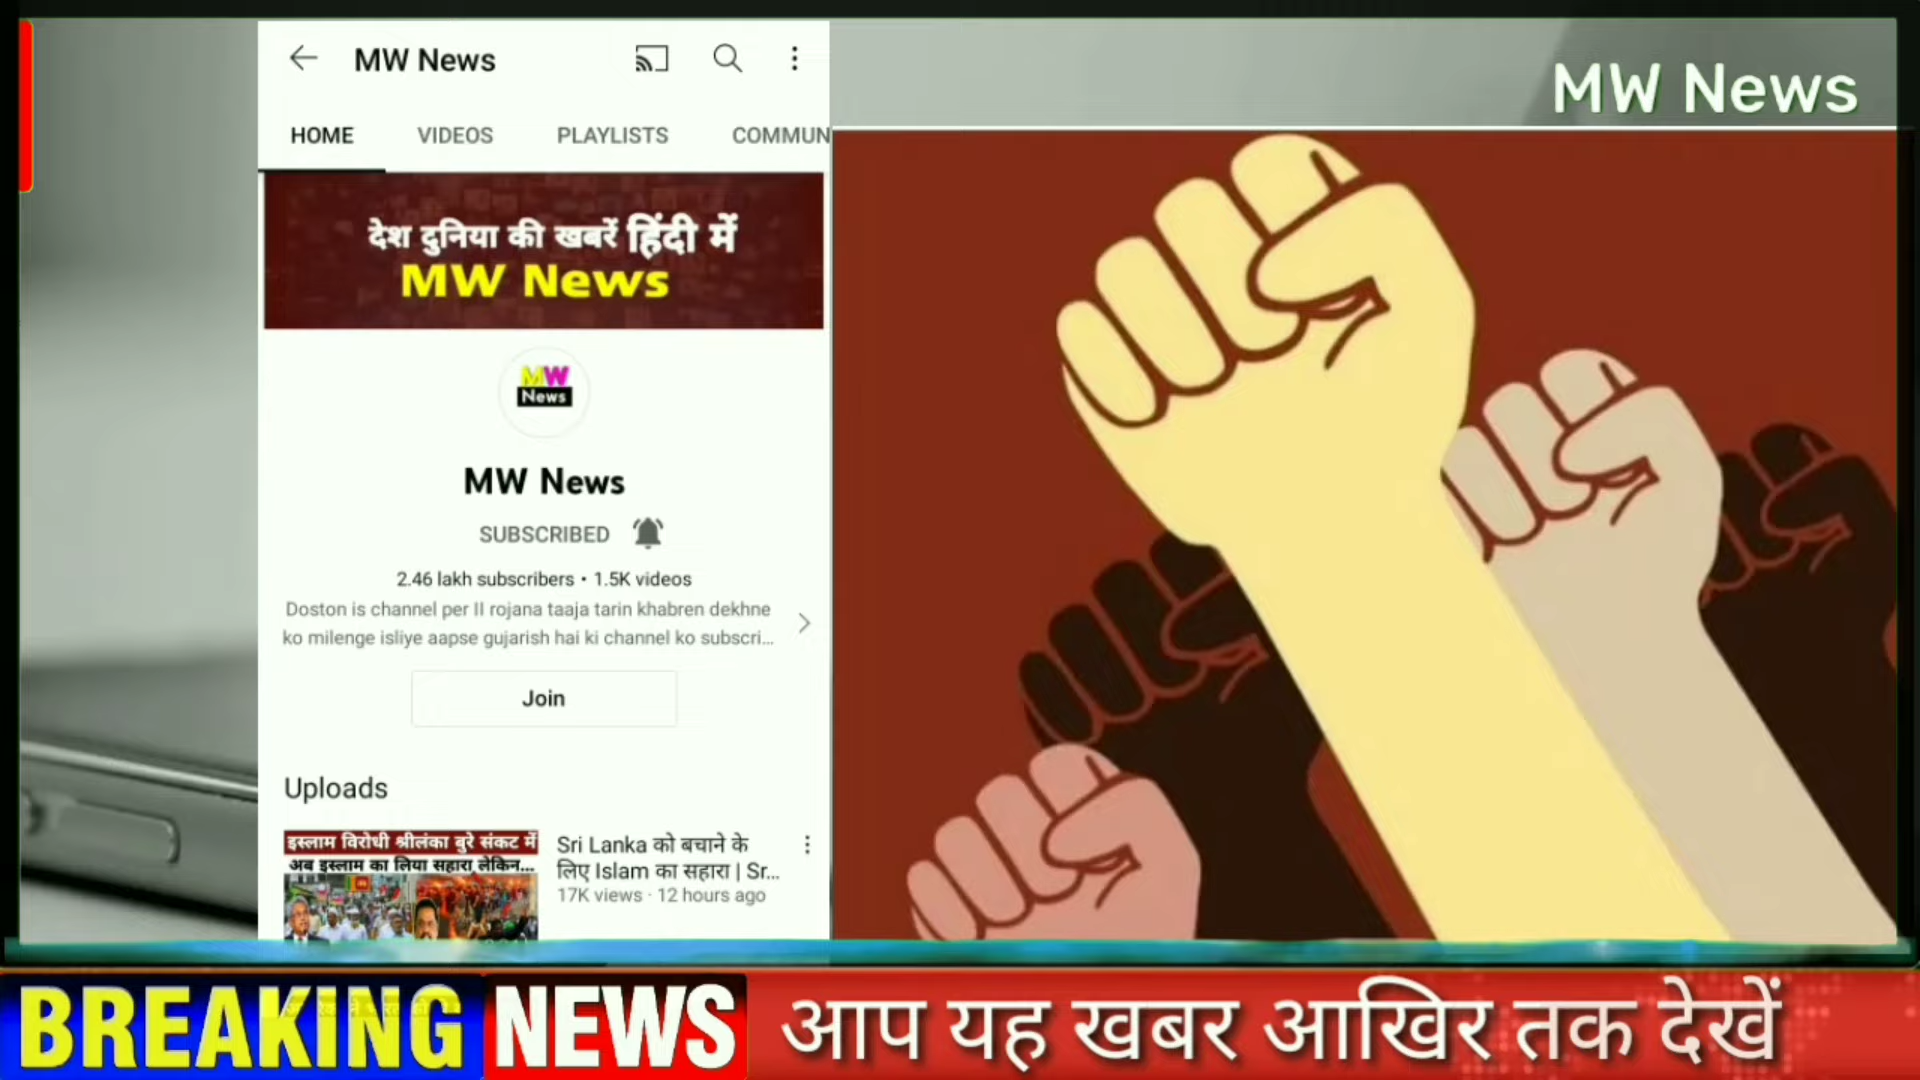 MW News
MW News
HOME VIDEOS PLAYLISTS COMMUN
देश दुनिया की खबरें हिंदी में
MW News
MW
News
MW News
SUBSCRIBED
2.46 lakh subscribers • 1.5K videos
Doston is channel per II rojana taaja tarin khabren dekhne
ko milenge isliye aapse gujarish hai ki channel ko subscri...
Join
Uploads
इस्लाम विरोधी श्रीलंका बुरे संकट में
अब इस्लाम का लिया सहारा लेकिन...
Sri Lanka को बचाने के
लिए Islam का सहारा | Sr...
17K views · 12 hours ago
BREAKING NEWS आप यह खबर आखिर तक देखें